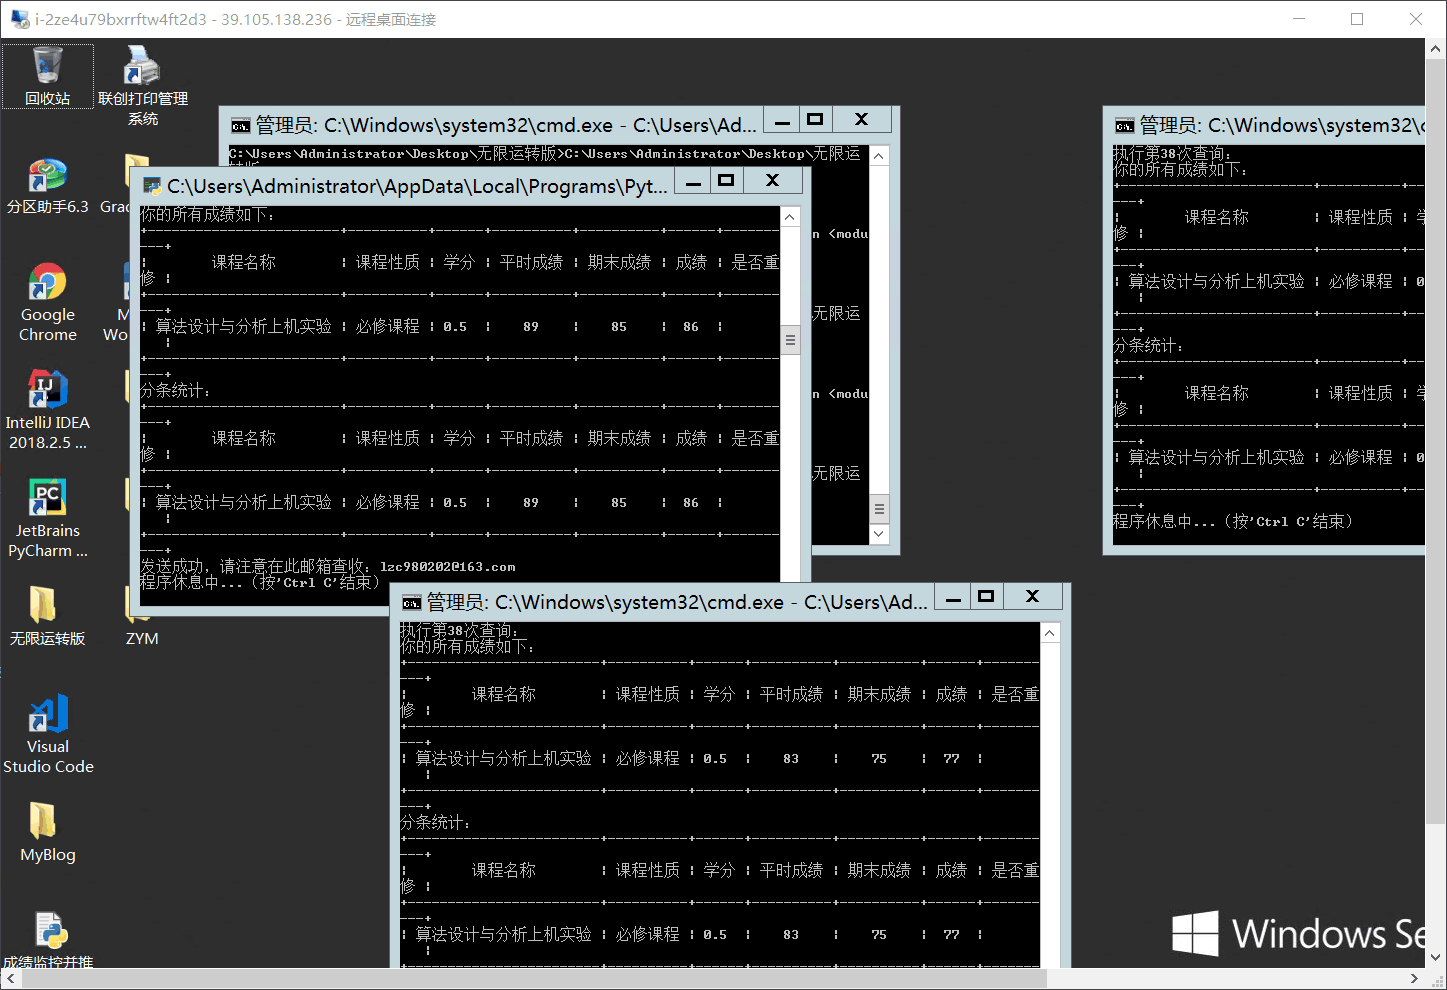 i-2ze4u79bxrrftw4ft2d3 - 39.105.138.236 - 远程桌面连接
回收站
联创打印管理
系统
分区助手6.3
Grac
Google
Chrome
M
Wo
IntelliJ IDEA
2018.2.5 ...
JetBrains
PyCharm ...
无限运转版
ZYM
Visual
Studio Code
MyBlog
成绩监控并推
管理员: C:\Windows\system32\cmd.exe - C:\Users\Ad...
C:\Users\Administrator\Desktop\无限运转版>C:\Users\Administrator\Desktop\无限运
n <modu
无限运
n <modu
无限运
C:\Users\Administrator\AppData\Local\Programs\Pyt...
你的所有成绩如下:
课程名称 | 课程性质 | 学分 | 平时成绩 | 期末成绩 | 成绩 | 是否重
修 |
| 算法设计与分析上机实验 | 必修课程 | 0.5 | 89 | 85 | 86 |
分条统计:
课程名称 | 课程性质 | 学分 | 平时成绩 | 期末成绩 | 成绩 | 是否重
修 |
| 算法设计与分析上机实验 | 必修课程 | 0.5 | 89 | 85 | 86 |
发送成功, 请注意在此邮箱查收: lzc980202@163.com
程序休息中... (按'Ctrl C'结束)
管理员: C:\Windows\system32\cmd.exe - C:\Users\Ad...
执行第38次查询:
你的所有成绩如下:
课程名称 | 课程性质 | 学分 | 平时成绩 | 期末成绩 | 成绩 | 是否重
修 |
| 算法设计与分析上机实验 | 必修课程 | 0.5 | 83 | 75 | 77 |
分条统计:
课程名称 | 课程性质 | 学分 | 平时成绩 | 期末成绩 | 成绩 | 是否重
修 |
| 算法设计与分析上机实验 | 必修课程 | 0.5 | 83 | 75 | 77 |
管理员: C:\Windows\system32\c
执行第38次查询:
你的所有成绩如下:
课程名称 | 课程性质 | 学
修 |
| 算法设计与分析上机实验 | 必修课程 | 0
分条统计:
课程名称 | 课程性质 | 学
修 |
| 算法设计与分析上机实验 | 必修课程 | 0
程序休息中... (按'Ctrl C'结束)
Windows Se